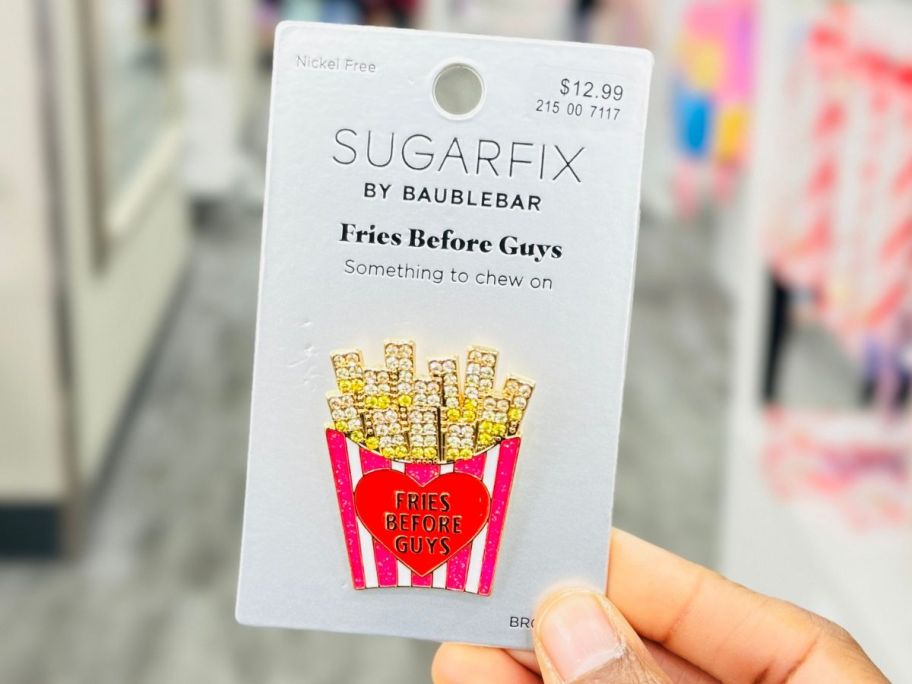 Nickel Free
$12.99
215 00 7117
SUGARFIX
BY BAUBLEBAR
Fries Before Guys
Something to chew on
FRIES
BEFORE
GUYS